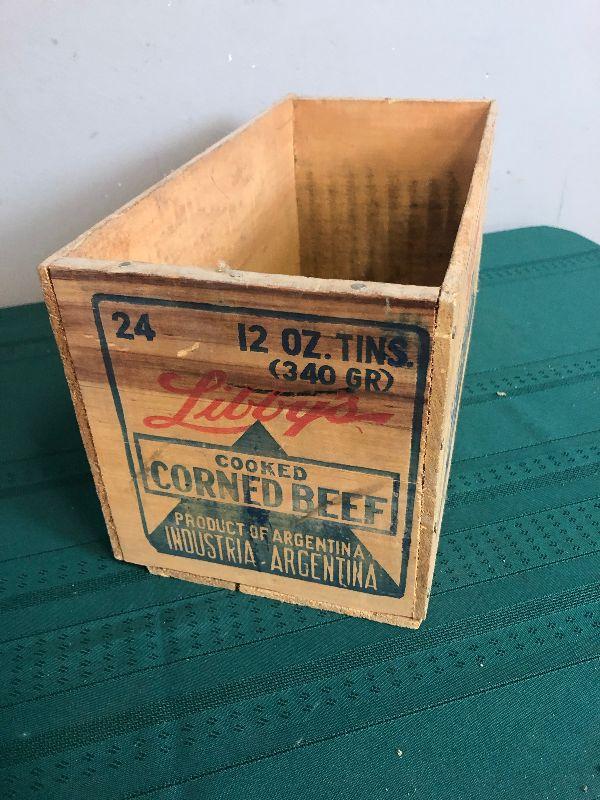 24 12 OZ. TINS.
(340 GR)
Libby's
COOKED
CORNED BEEF
PRODUCT OF ARGENTINA
INDUSTRIA ARGENTINA